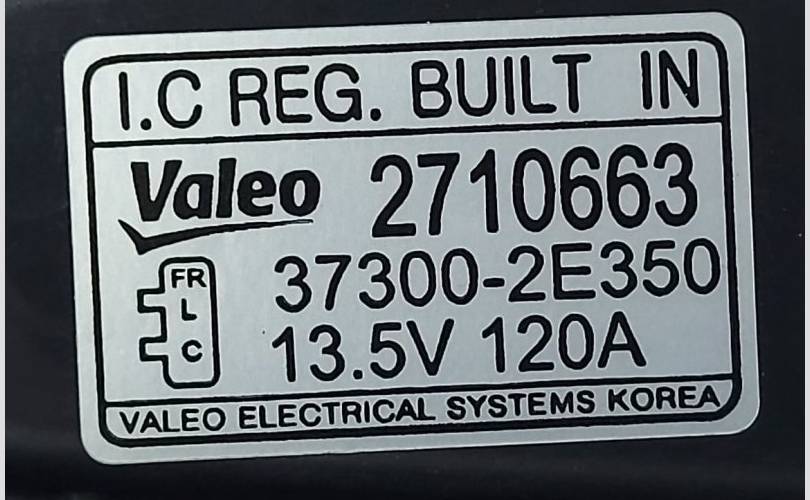 I.C REG. BUILT IN
Valeo 2710663
FR
L
C
37300-2E350
13.5V 120A
VALEO ELECTRICAL SYSTEMS KOREA